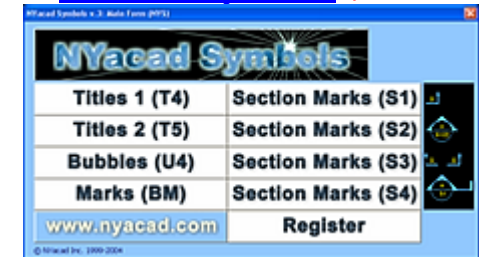 NYacad Symbols v.3: Main Form (NYS)
NYacad Symbols
Titles 1 (T4) Section Marks (S1)
Titles 2 (T5) Section Marks (S2)
Bubbles (U4) Section Marks (S3)
Marks (BM) Section Marks (S4)
www.nyacad.com Register
© NYacad Inc. 1999-2004